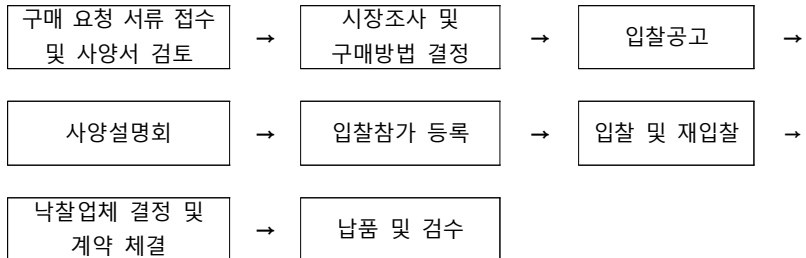 구매 요청 서류 접수
및 사양서 검토
→
시장조사 및
구매방법 결정
→
입찰공고
→
사양설명회
→
입찰참가 등록
→
입찰 및 재입찰
→
낙찰업체 결정 및
계약 체결
→
납품 및 검수